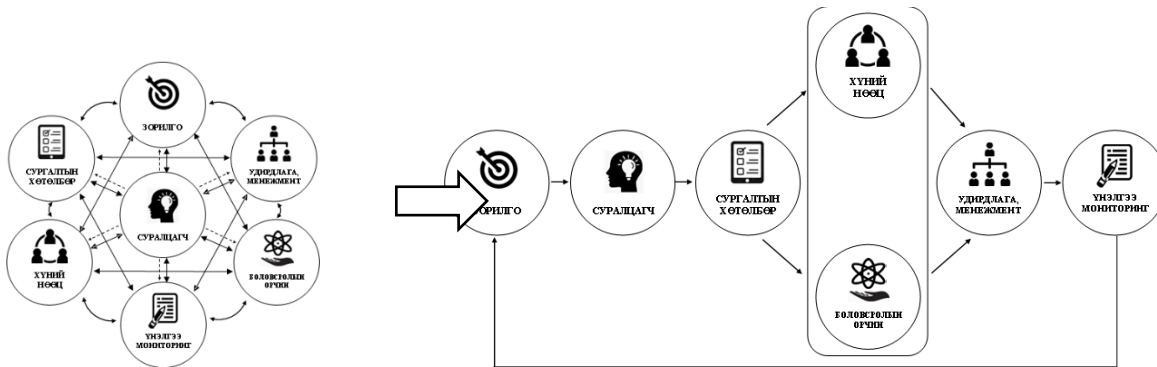 ЗОРИЛГО
СУРГАЛТЫН
ХӨТӨЛБӨР
УДИРДЛАГА,
МЕНЕЖМЕНТ
СУРАЛЦАГЧ
ХҮНИЙ
НӨӨЦ
БОЛОВСРОЛЫН
ОРЧИН
ҮНЭЛГЭЭ
МОНИТОРИНГ
ОРИЛГО
СУРАЛЦАГЧ
СУРГАЛТЫН
ХӨТӨЛБӨР
ХҮНИЙ
НӨӨЦ
БОЛОВСРОЛЫН
ОРЧИН
УДИРДЛАГА,
МЕНЕЖМЕНТ
ҮНЭЛГЭЭ
МОНИТОРИНГ